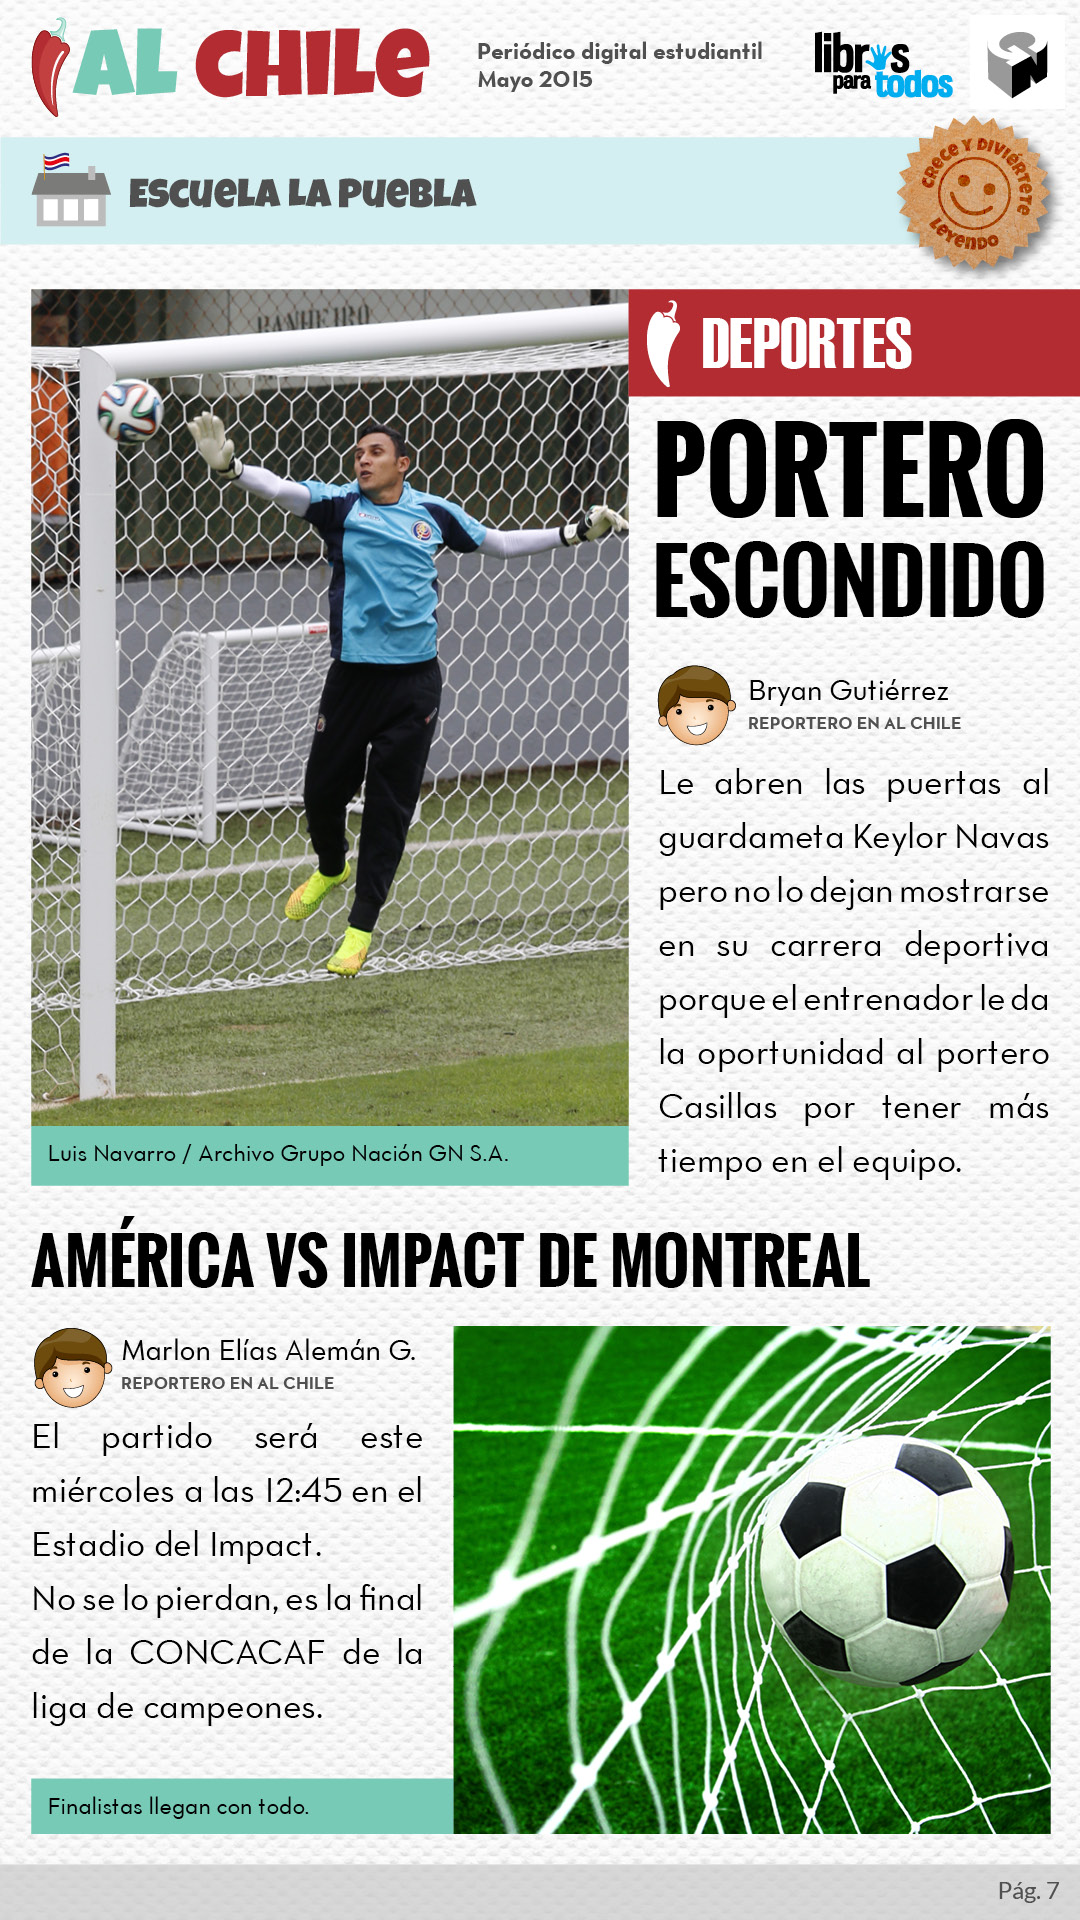 AL CHILE
Periódico digital estudiantil
Mayo 2015
libros
para todos
GN
ESCUELA LA PUEBLA
CRECE Y DIVIÉRTETE
LEYENDO
BANHEIRO
DEPORTES
PORTERO
ESCONDIDO
Bryan Gutiérrez
REPORTERO EN AL CHILE
Le abren las puertas al
guardameta Keylor Navas
pero no lo dejan mostrarse
en su carrera deportiva
porque el entrenador le da
la oportunidad al portero
Casillas por tener más
tiempo en el equipo.
Luis Navarro / Archivo Grupo Nación GN S.A.
AMÉRICA VS IMPACT DE MONTREAL
Marlon Elías Alemán G.
REPORTERO EN AL CHILE
El partido será este
miércoles a las 12:45 en el
Estadio del Impact.
No se lo pierdan, es la final
de la CONCACAF de la
liga de campeones.
Finalistas llegan con todo.
Pág. 7